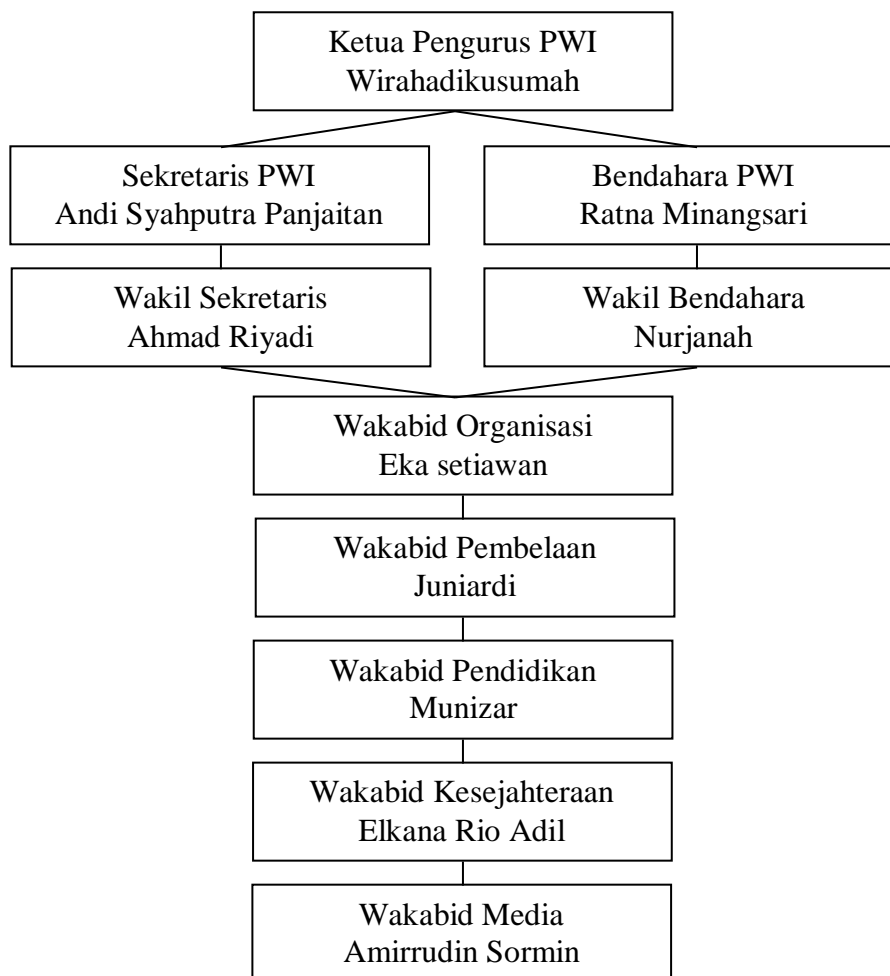 Ketua Pengurus PWI
Wirahadikusumah
Sekretaris PWI
Andi Syahputra Panjaitan
Bendahara PWI
Ratna Minangsari
Wakil Sekretaris
Ahmad Riyadi
Wakil Bendahara
Nurjanah
Wakabid Organisasi
Eka setiawan
Wakabid Pembelaan
Juniardi
Wakabid Pendidikan
Munizar
Wakabid Kesejahteraan
Elkana Rio Adil
Wakabid Media
Amirrudin Sormin